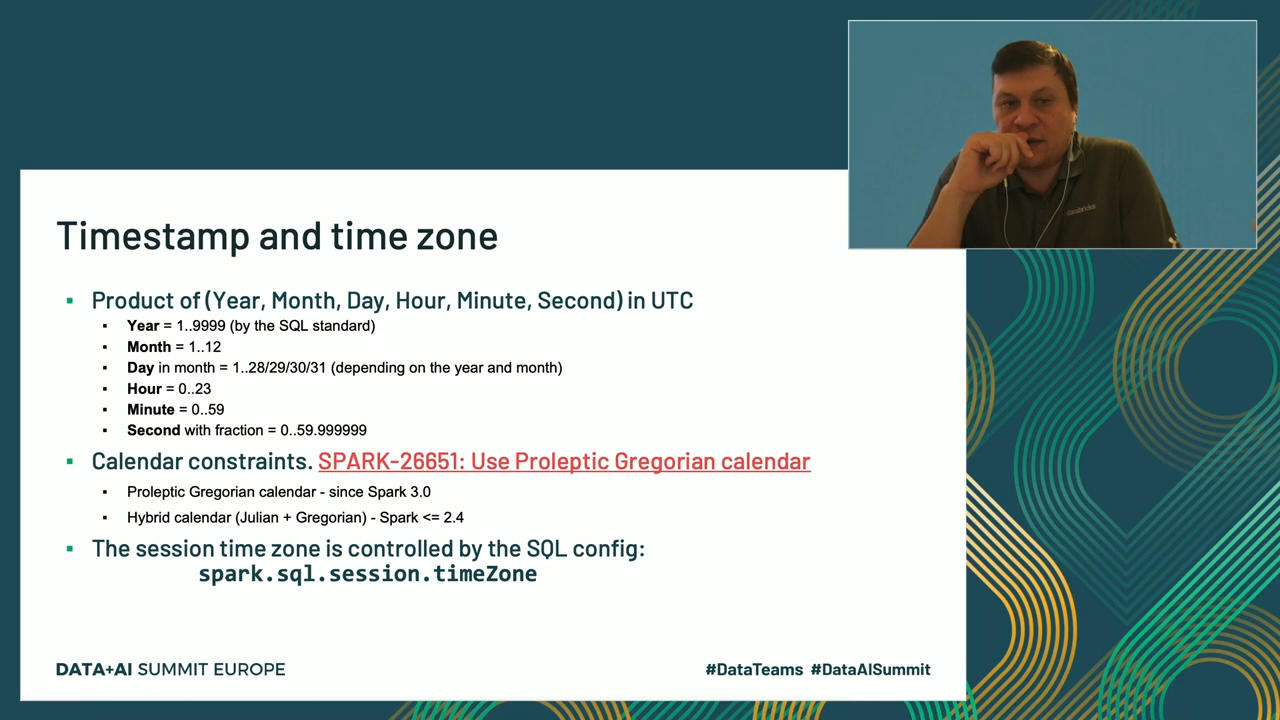 databricks
Timestamp and time zone
▪ Product of (Year, Month, Day, Hour, Minute, Second) in UTC
▪ Year = 1..9999 (by the SQL standard)
▪ Month = 1..12
▪ Day in month = 1..28/29/30/31 (depending on the year and month)
▪ Hour = 0..23
▪ Minute = 0..59
▪ Second with fraction = 0..59.999999
▪ Calendar constraints. SPARK-26651: Use Proleptic Gregorian calendar
▪ Proleptic Gregorian calendar - since Spark 3.0
▪ Hybrid calendar (Julian + Gregorian) - Spark <= 2.4
▪ The session time zone is controlled by the SQL config:
spark.sql.session.timeZone
DATA+AI SUMMIT EUROPE
#DataTeams #DataAISummit